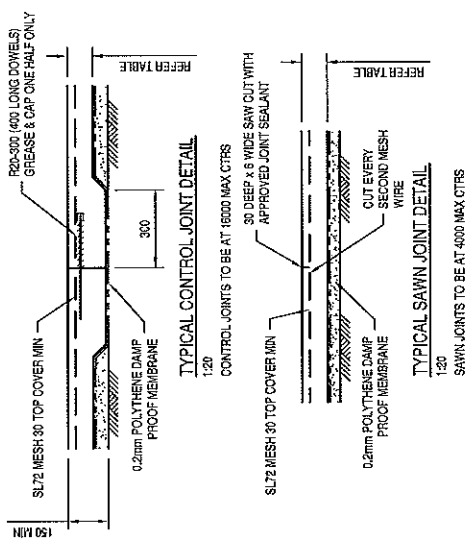 SL72 MESH 30 TOP COVER MIN
R20-300 (400 LONG DOWELS)
GREASE & CAP ONE HALF ONLY
150 MIN
REFER TABLE
300
0.2mm POLYTHENE DAMP
PROOF MEMBRANE
TYPICAL CONTROL JOINT DETAIL
1:20
CONTROL JOINTS TO BE AT 16000 MAX CTRS
SL72 MESH 30 TOP COVER MIN
30 DEEP x 6 WIDE SAW CUT WITH
APPROVED JOINT SEALANT
REFER TABLE
0.2mm POLYTHENE DAMP
PROOF MEMBRANE
CUT EVERY
SECOND MESH
WIRE
TYPICAL SAWN JOINT DETAIL
1:20
SAWN JOINTS TO BE AT 4000 MAX CTRS